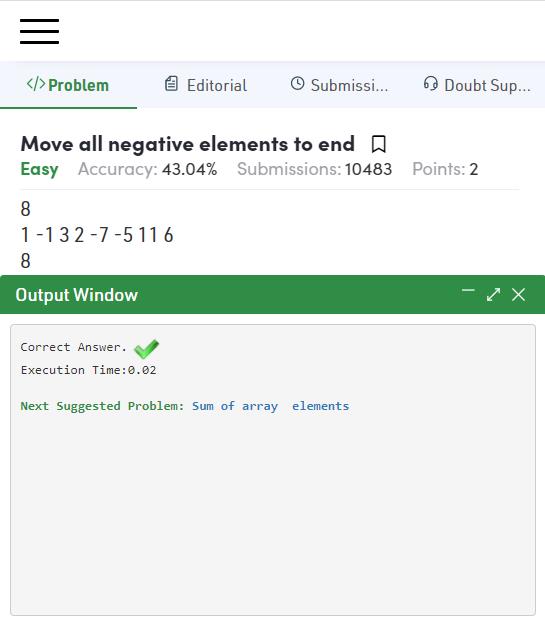 </>Problem Editorial Submissi... Doubt Sup...
Move all negative elements to end
Easy Accuracy: 43.04% Submissions: 10483 Points: 2
8
1 -1 3 2 -7 -5 11 6
8
Output Window
Correct Answer.
Execution Time:0.02
Next Suggested Problem: Sum of array elements